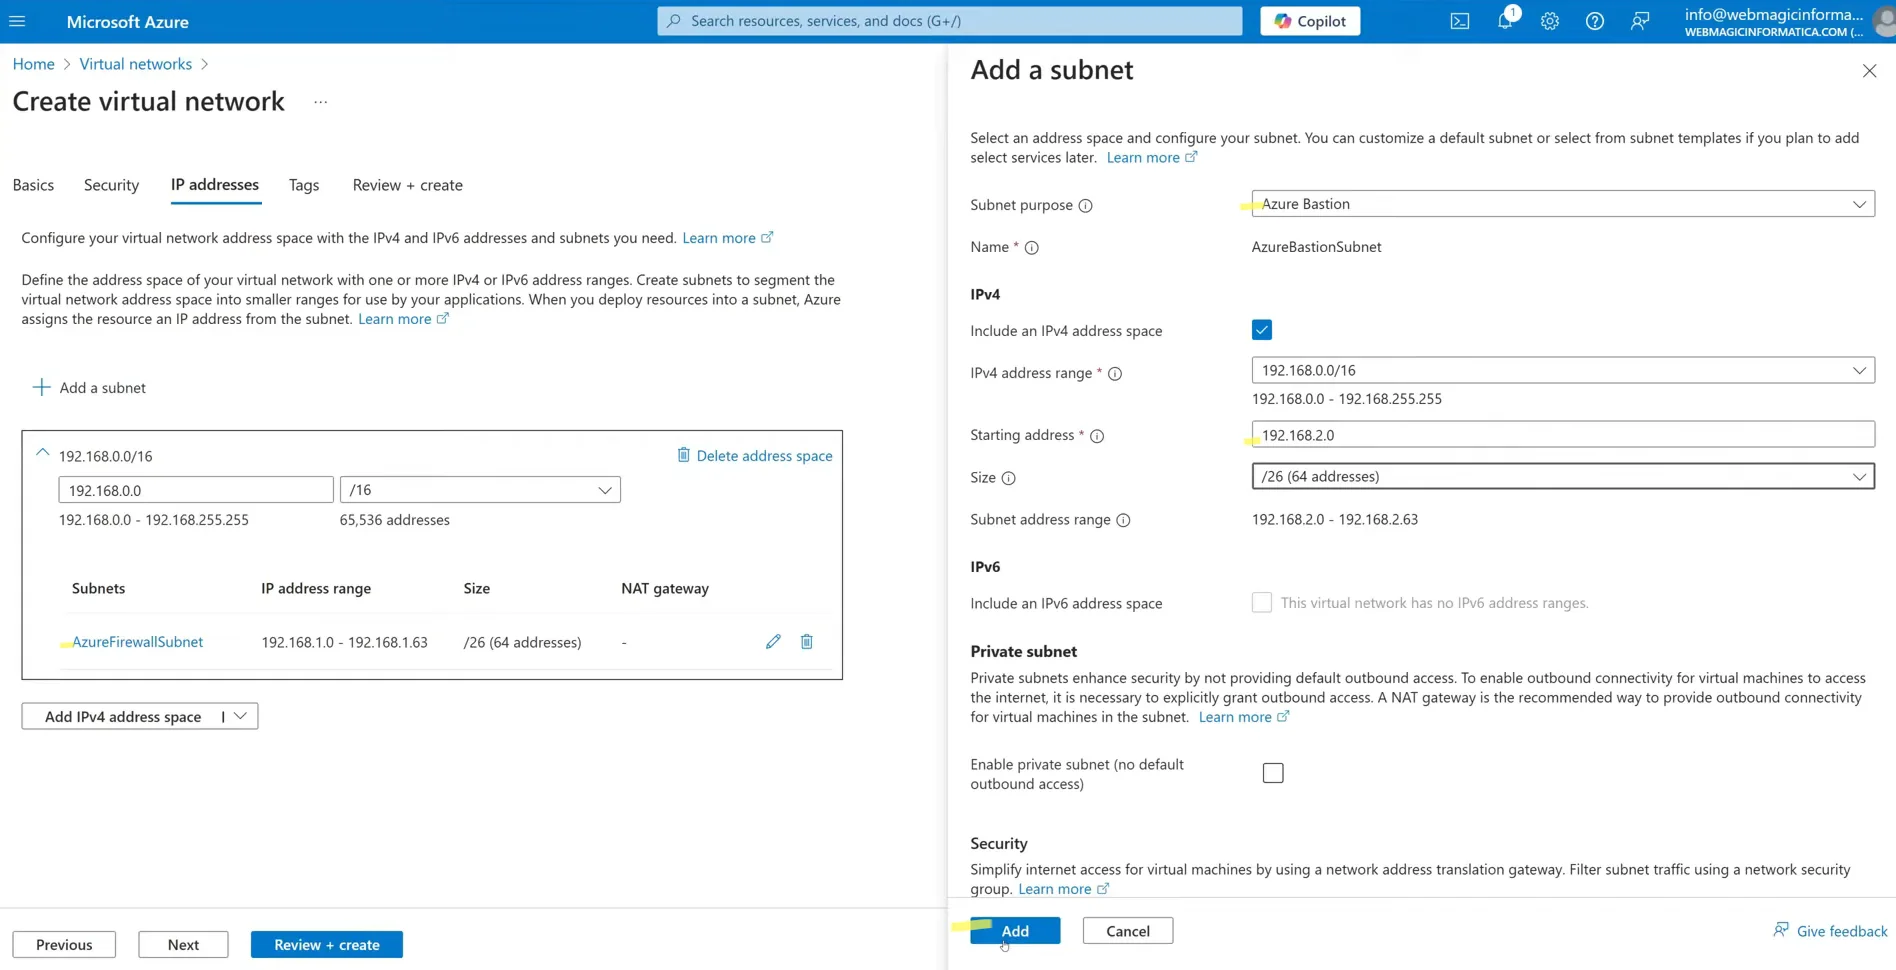 Microsoft Azure
Search resources, services, and docs (G+/)
Copilot
1
info@webmagicinforma...
WEBMAGICINFORMATICA.COM (...
Home > Virtual networks >
Create virtual network ...
Basics
Security
IP addresses
Tags
Review + create
Configure your virtual network address space with the IPv4 and IPv6 addresses and subnets you need. Learn more
Define the address space of your virtual network with one or more IPv4 or IPv6 address ranges. Create subnets to segment the
virtual network address space into smaller ranges for use by your applications. When you deploy resources into a subnet, Azure
assigns the resource an IP address from the subnet. Learn more
Add a subnet
192.168.0.0/16
Delete address space
192.168.0.0
/16
192.168.0.0 - 192.168.255.255
65,536 addresses
Subnets
IP address range
Size
NAT gateway
AzureFirewallSubnet
192.168.1.0 - 192.168.1.63
/26 (64 addresses)
-
Add IPv4 address space |
Previous
Next
Review + create
Add a subnet
Select an address space and configure your subnet. You can customize a default subnet or select from subnet templates if you plan to add
select services later. Learn more
Subnet purpose
Azure Bastion
Name *
AzureBastionSubnet
IPv4
Include an IPv4 address space
IPv4 address range *
192.168.0.0/16
192.168.0.0 - 192.168.255.255
Starting address *
192.168.2.0
Size
/26 (64 addresses)
Subnet address range
192.168.2.0 - 192.168.2.63
IPv6
Include an IPv6 address space
This virtual network has no IPv6 address ranges.
Private subnet
Private subnets enhance security by not providing default outbound access. To enable outbound connectivity for virtual machines to access
the internet, it is necessary to explicitly grant outbound access. A NAT gateway is the recommended way to provide outbound connectivity
for virtual machines in the subnet. Learn more
Enable private subnet (no default
outbound access)
Security
Simplify internet access for virtual machines by using a network address translation gateway. Filter subnet traffic using a network security
group. Learn more
Add
Cancel
Give feedback